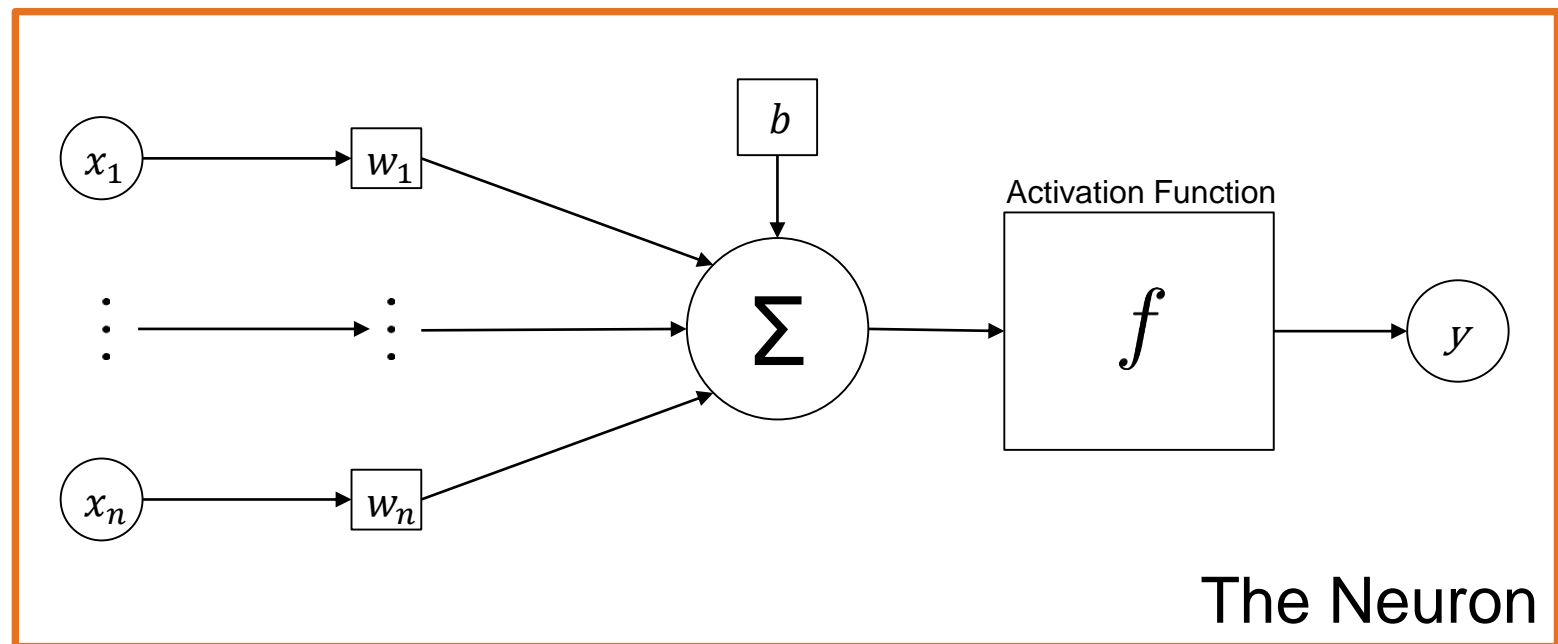 b
x₁
w₁
Activation Function
Σ
f
y
xₙ
wₙ
The Neuron